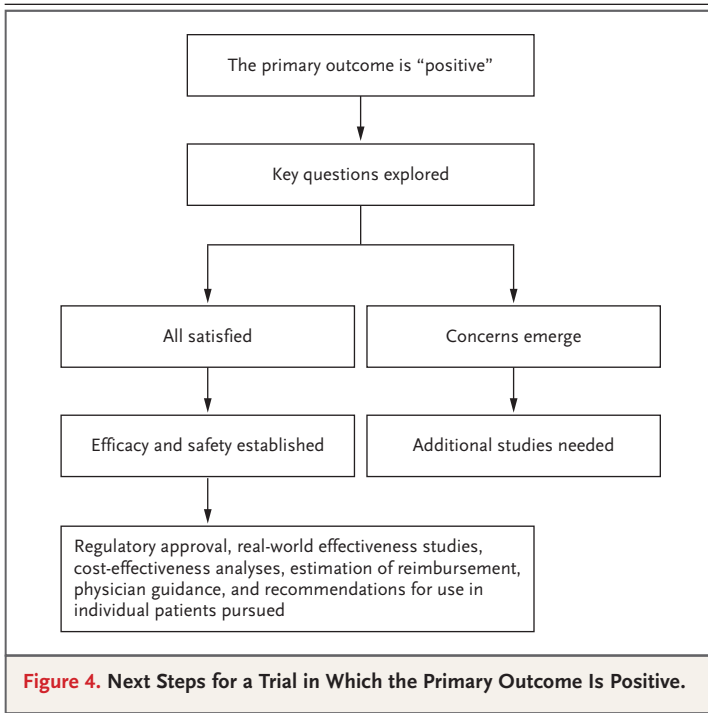 The primary outcome is “positive”
Key questions explored
All satisfied
Concerns emerge
Efficacy and safety established
Additional studies needed
Regulatory approval, real-world effectiveness studies,
cost-effectiveness analyses, estimation of reimbursement,
physician guidance, and recommendations for use in
individual patients pursued
Figure 4. Next Steps for a Trial in Which the Primary Outcome Is Positive.